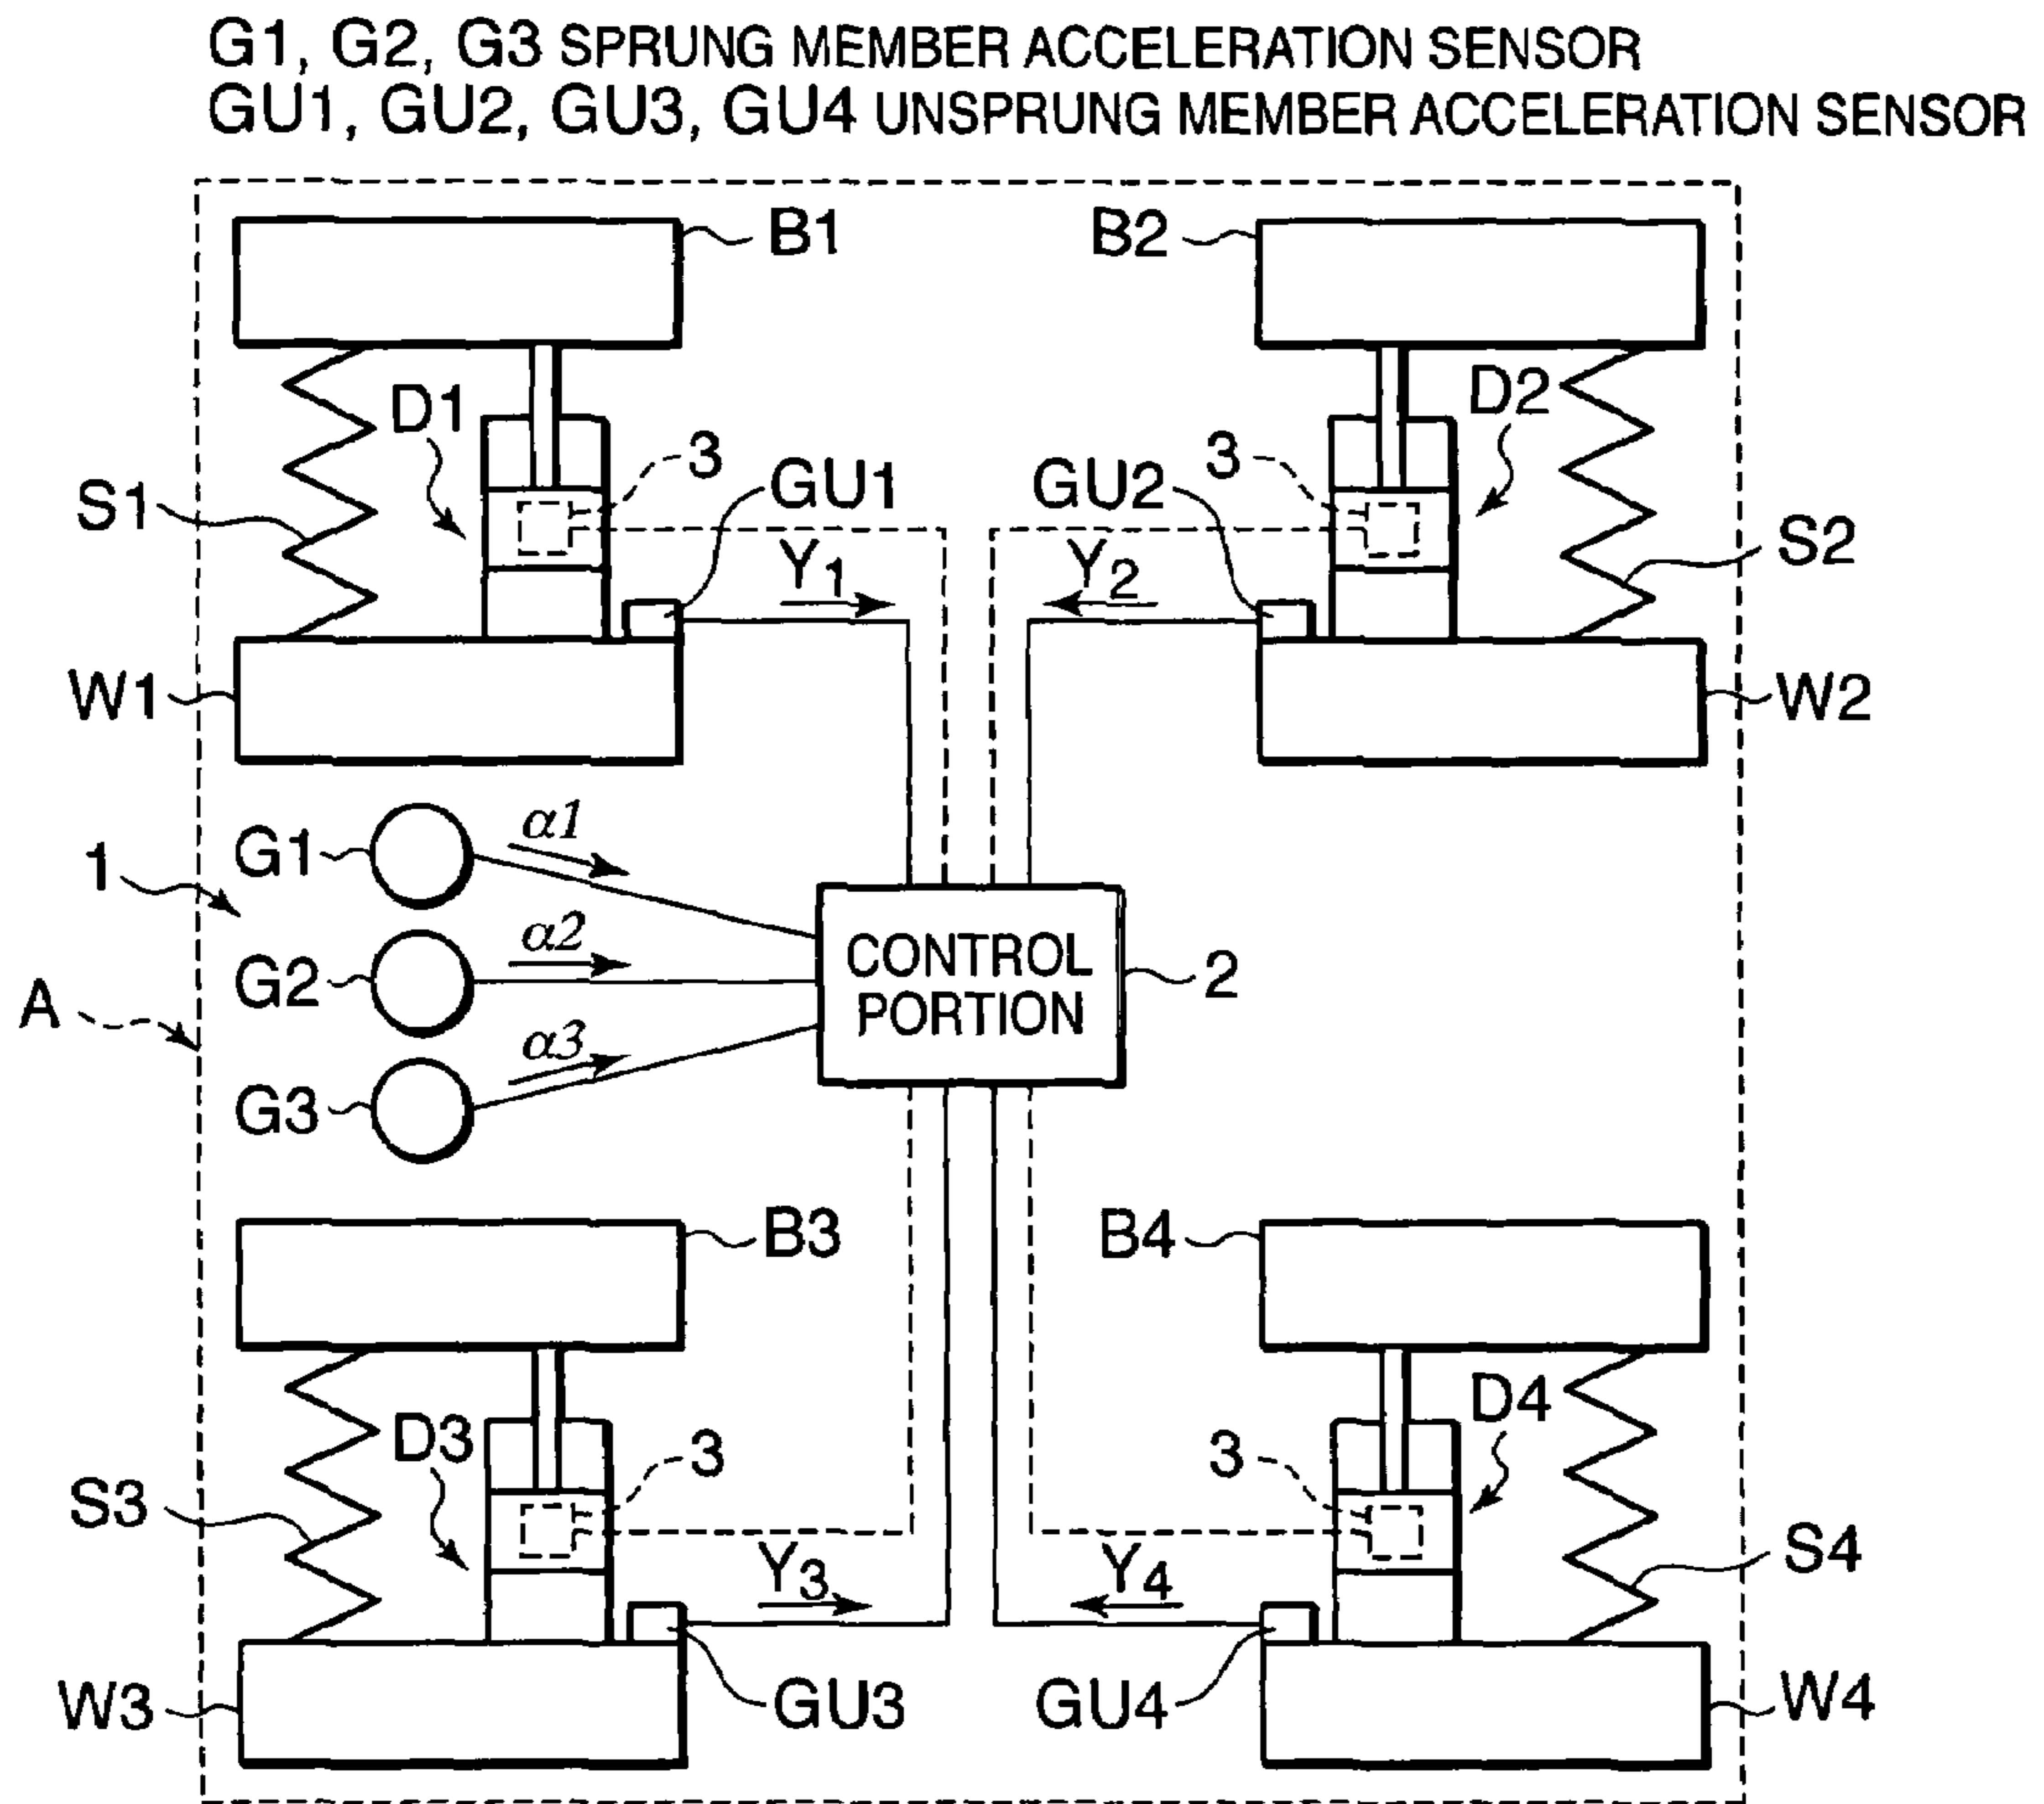 G1, G2, G3 SPRUNG MEMBER ACCELERATION SENSOR
GU1, GU2, GU3, GU4 UNSPRUNG MEMBER ACCELERATION SENSOR
B1 B2
D1 D2
3 3
S1 GU1 GU2 S2
Y1 Y2
W1 W2
G1 α1
1
G2 α2
CONTROL
PORTION
2
A
G3 α3
B3 B4
D3 D4
3 3
S3 S4
Y3 Y4
W3 GU3 GU4 W4